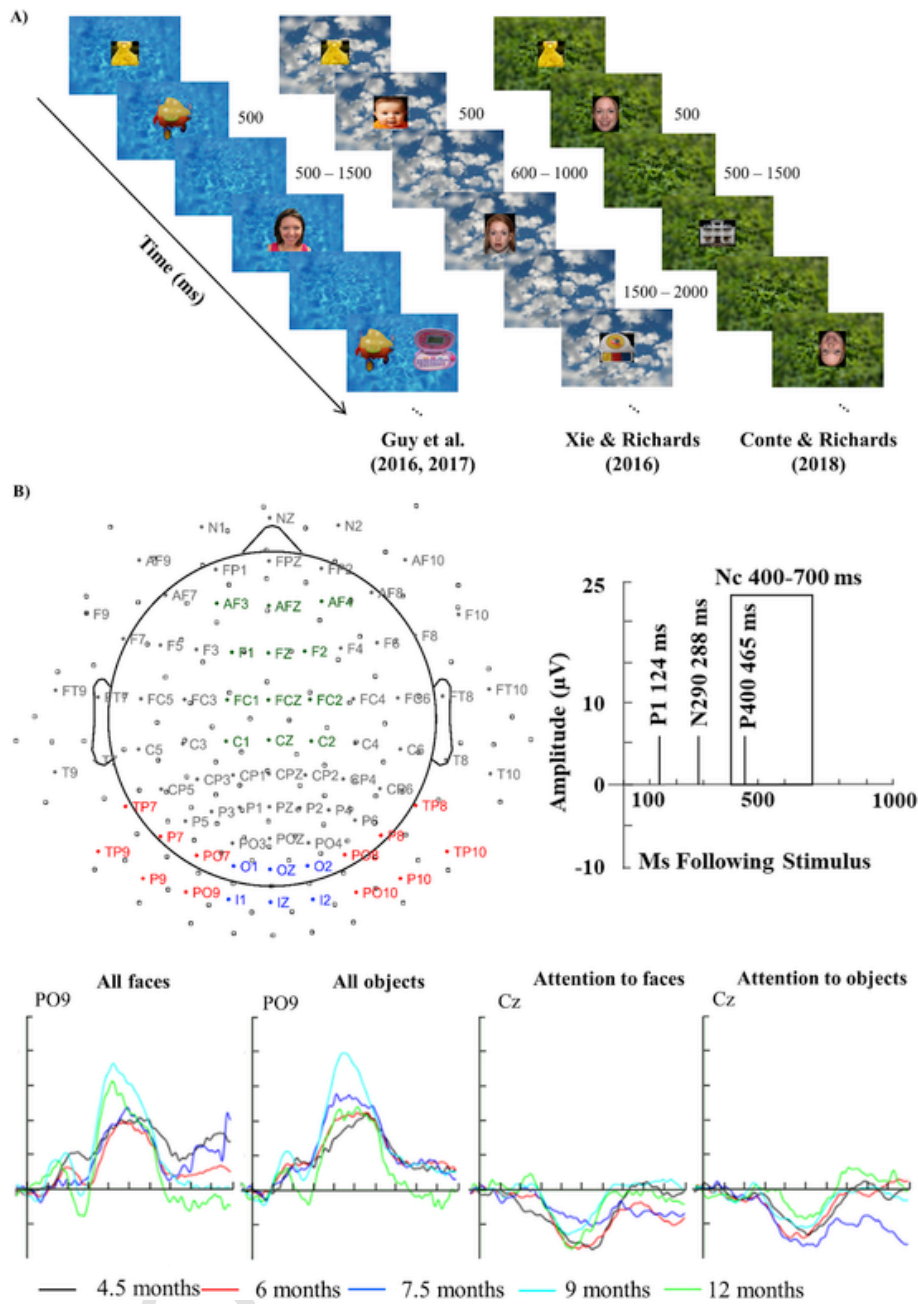 A)
500
500
500
500 – 1500
600 – 1000
500 – 1500
Time (ms)
1500 – 2000
...
...
...
Guy et al.
(2016, 2017)
Xie & Richards
(2016)
Conte & Richards
(2018)
B)
N1
NZ
N2
AF9
FP1
FPZ
FP2
AF10
F9
AF7
AF3
AFZ
AF4
AF8
F10
F7
F5
F3
F1
FZ
F2
F4
F6
F8
FT9
FT7
FC5
FC3
FC1
FCZ
FC2
FC4
FC6
FT8
FT10
T9
T7
C5
C3
C1
CZ
C2
C4
C6
T8
T10
CP5
CP3
CP1
CPZ
CP2
CP4
CP6
TP7
P5
P3
P1
PZ
P2
P4
P6
TP8
TP9
P7
PO7
PO3
POZ
PO4
PO8
P8
TP10
P9
PO9
O1
OZ
O2
PO10
P10
I1
IZ
I2
Nc 400-700 ms
25
10
0
-10
Amplitude (µV)
P1 124 ms
N290 288 ms
P400 465 ms
100
500
1000
Ms Following Stimulus
All faces
All objects
Attention to faces
Attention to objects
PO9
PO9
Cz
Cz
4.5 months
6 months
7.5 months
9 months
12 months